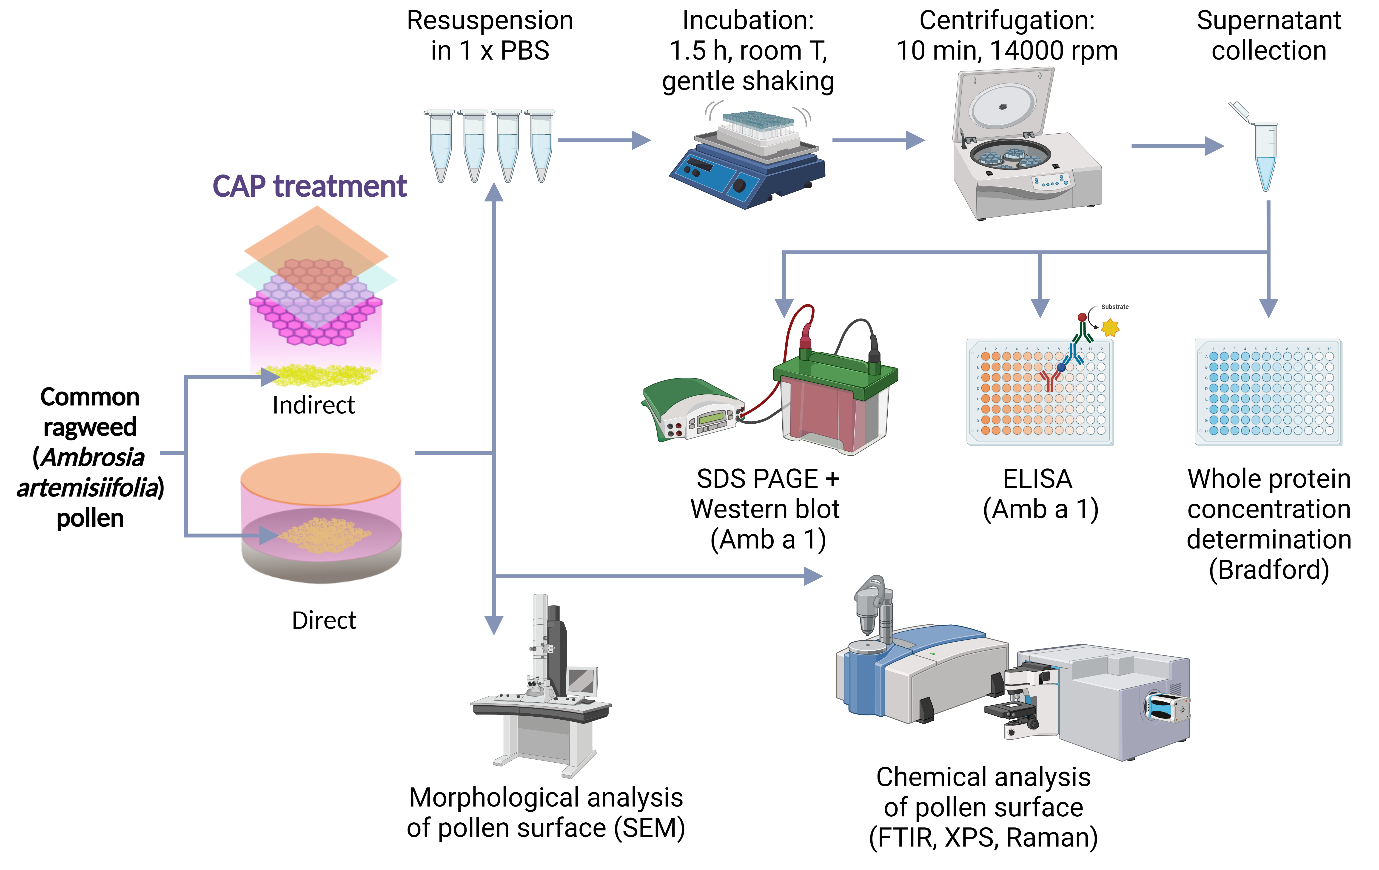 Resuspension
in 1 x PBS
Incubation:
1.5 h, room T,
gentle shaking
Centrifugation:
10 min, 14000 rpm
Supernatant
collection
CAP treatment
Indirect
Common
ragweed
(Ambrosia
artemisiifolia)
pollen
Direct
Substrate
SDS PAGE +
Western blot
(Amb a 1)
ELISA
(Amb a 1)
Whole protein
concentration
determination
(Bradford)
Morphological analysis
of pollen surface (SEM)
Chemical analysis
of pollen surface
(FTIR, XPS, Raman)